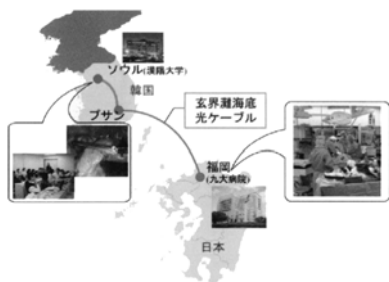 ソウル(漢陽大学)
韓国
プサン
玄界灘海底
光ケーブル
福岡
(九大病院)
日本